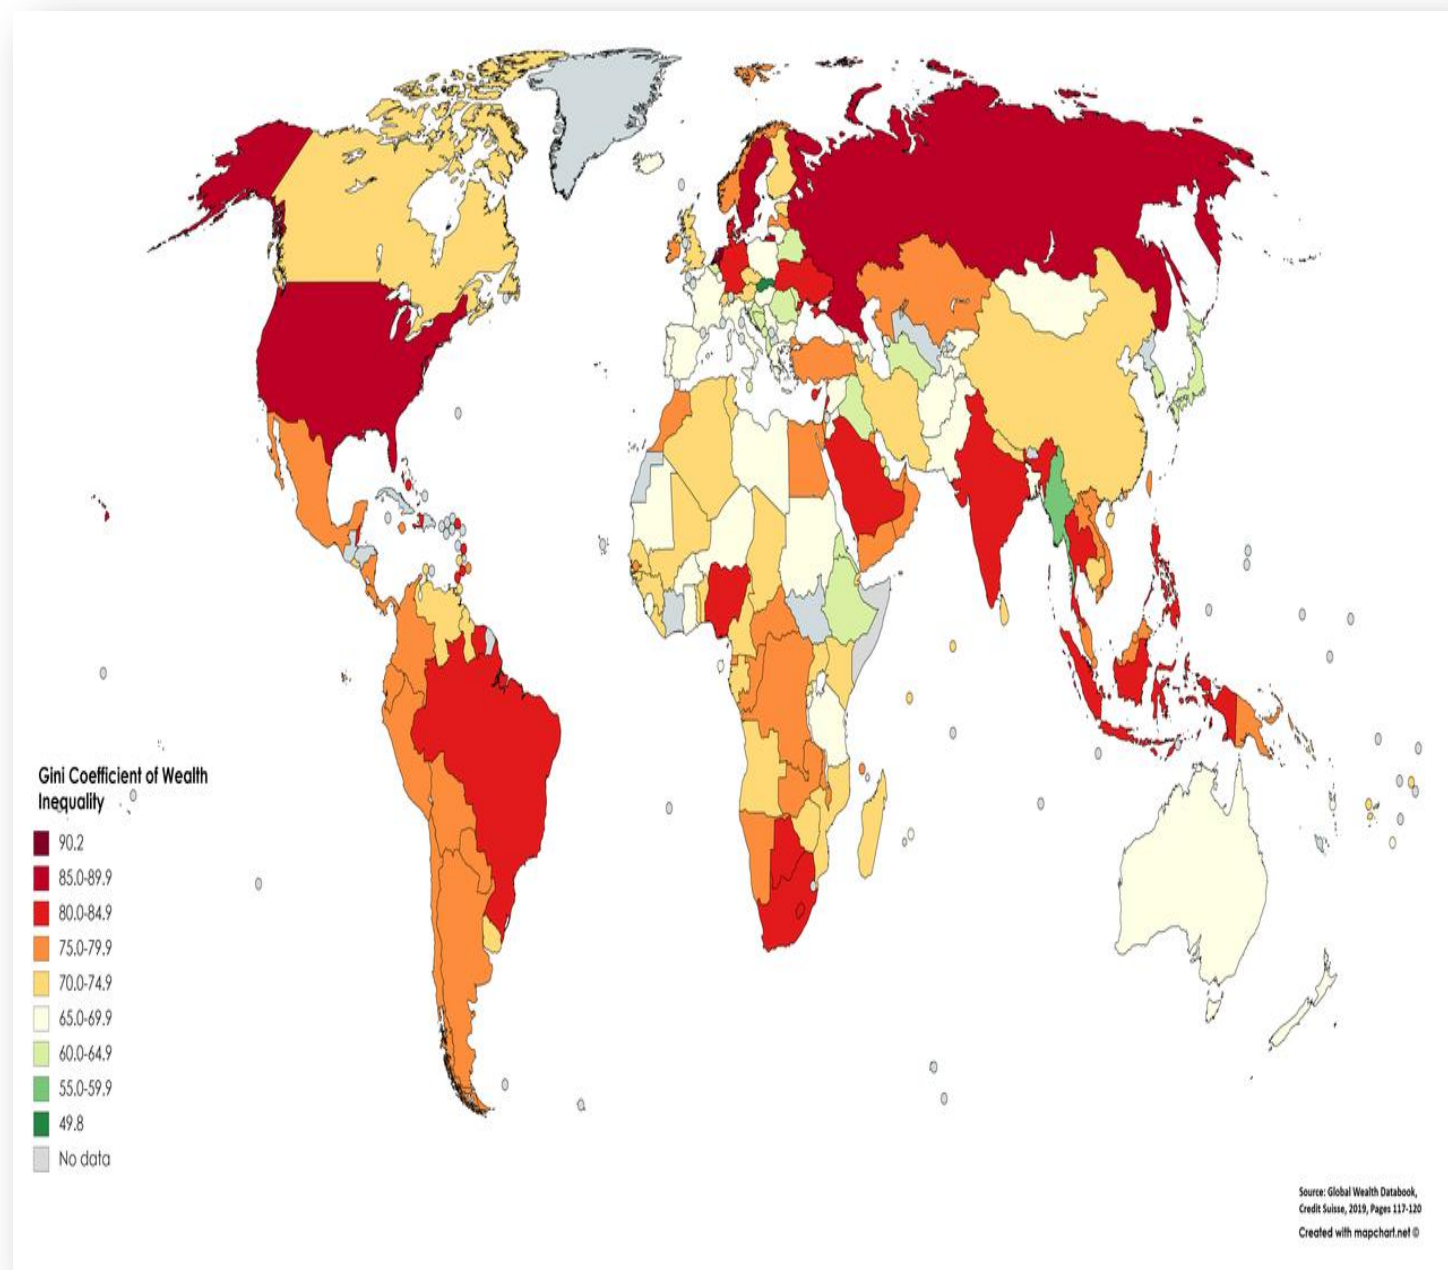 Gini Coefficient of Wealth
Inequality
90.2
85.0-89.9
80.0-84.9
75.0-79.9
70.0-74.9
65.0-69.9
60.0-64.9
55.0-59.9
49.8
No data
Source: Global Wealth Databook,
Credit Suisse, 2019, Pages 117-120
Created with mapchart.net ©